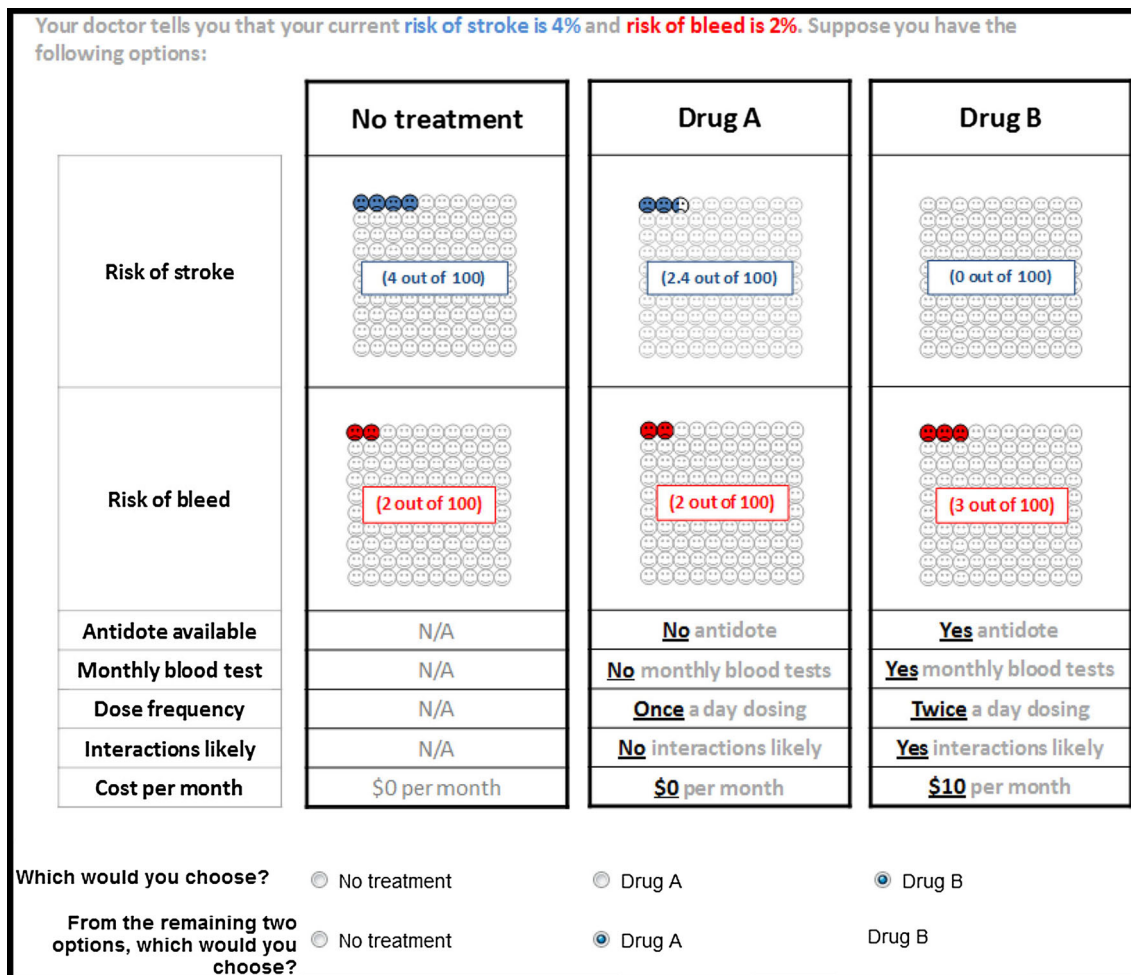 Your doctor tells you that your current risk of stroke is 4% and risk of bleed is 2%. Suppose you have the
following options:
No treatment Drug A Drug B
Risk of stroke (4 out of 100) (2.4 out of 100) (0 out of 100)
Risk of bleed (2 out of 100) (2 out of 100) (3 out of 100)
Antidote available N/A No antidote Yes antidote
Monthly blood test N/A No monthly blood tests Yes monthly blood tests
Dose frequency N/A Once a day dosing Twice a day dosing
Interactions likely N/A No interactions likely Yes interactions likely
Cost per month $0 per month $0 per month $10 per month
Which would you choose? No treatment Drug A Drug B
From the remaining two
options, which would you
choose?
No treatment Drug A Drug B